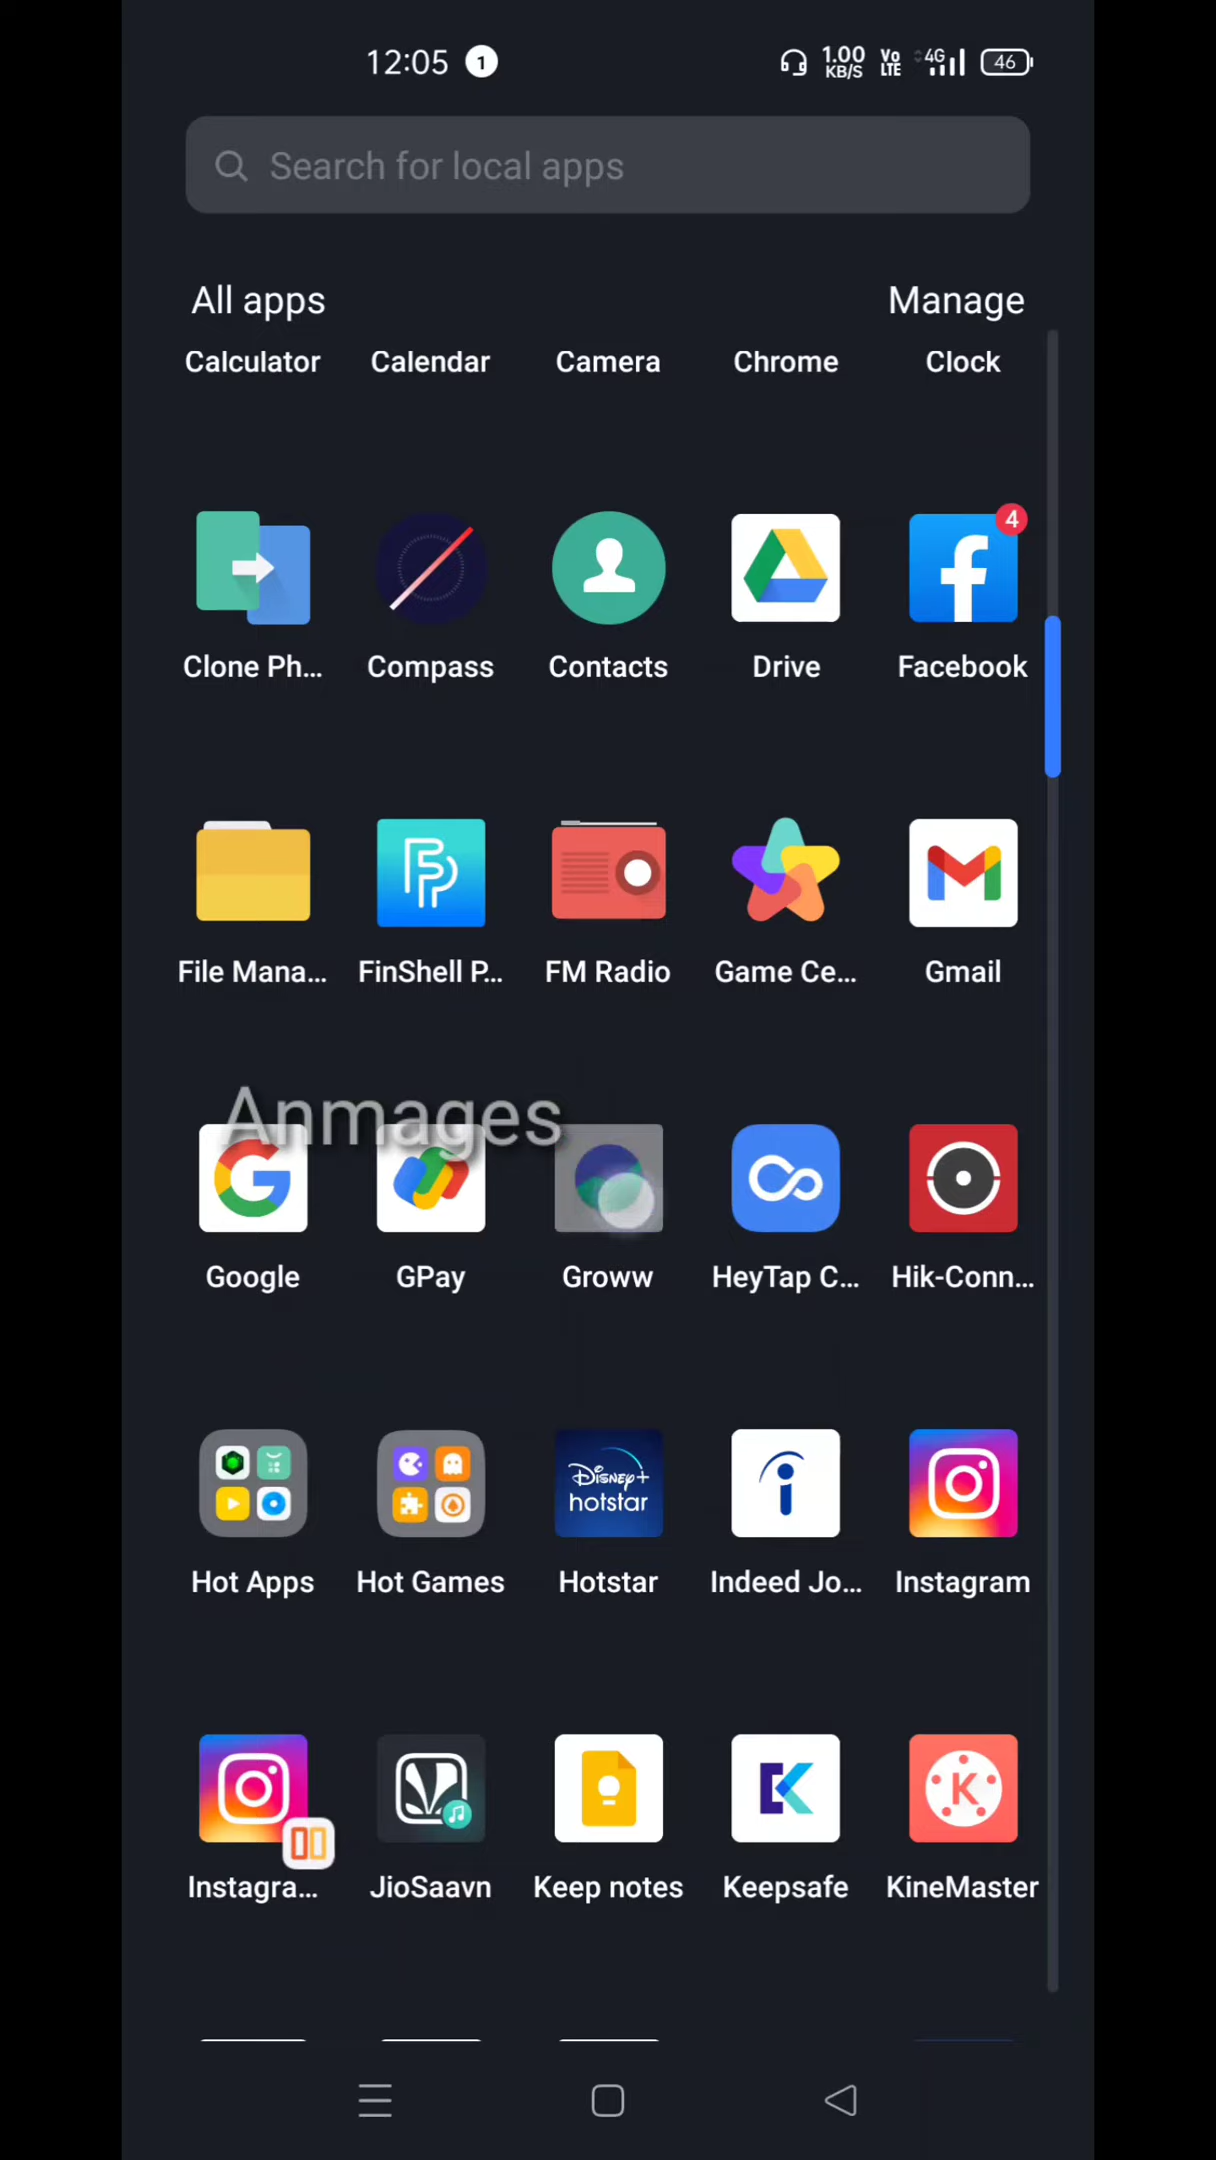 12:05 1 1.00 KB/S Vo LTE 4G 46
Search for local apps
All apps Manage
Calculator Calendar Camera Chrome Clock
4
Clone Ph... Compass Contacts Drive Facebook
File Mana... FinShell P... FM Radio Game Ce... Gmail
Anmages
Google GPay Groww HeyTap C... Hik-Conn...
Disney+
hotstar
Hot Apps Hot Games Hotstar Indeed Jo... Instagram
K
Instagra... JioSaavn Keep notes Keepsafe KineMaster